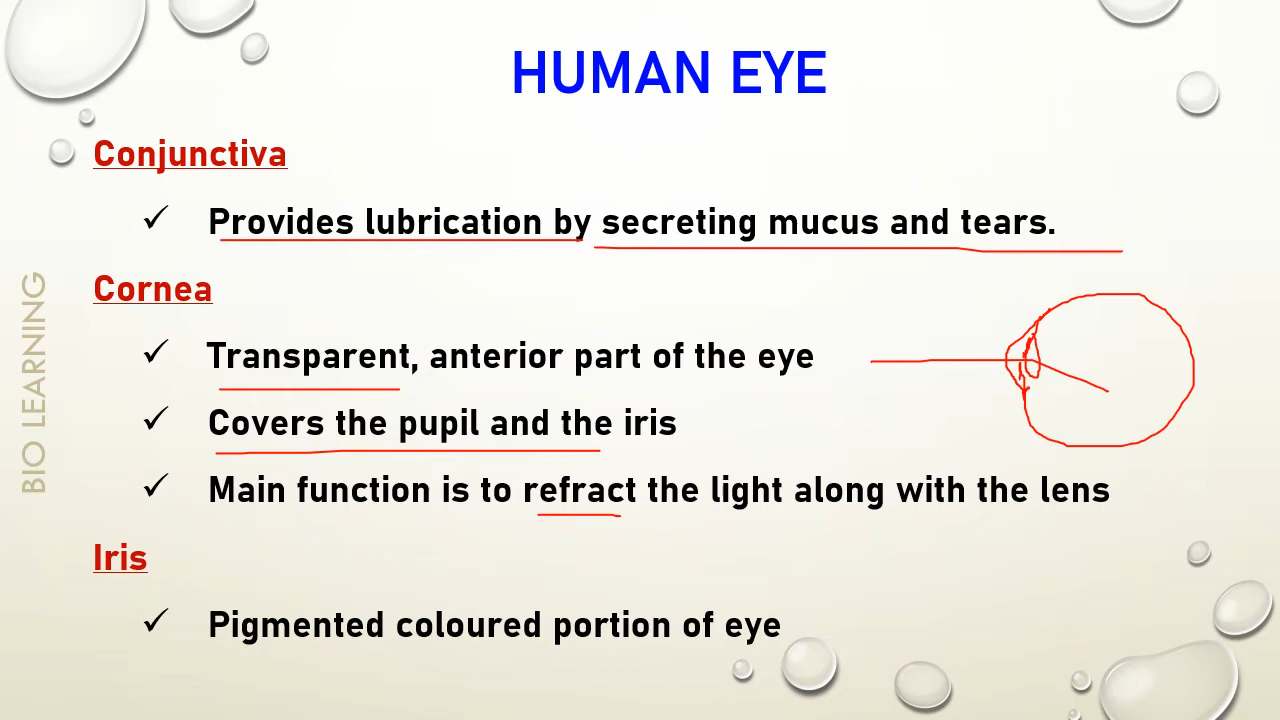 HUMAN EYE
Conjunctiva
✓ Provides lubrication by secreting mucus and tears.
Cornea
✓ Transparent, anterior part of the eye
✓ Covers the pupil and the iris
✓ Main function is to refract the light along with the lens
Iris
✓ Pigmented coloured portion of eye
BIO LEARNING